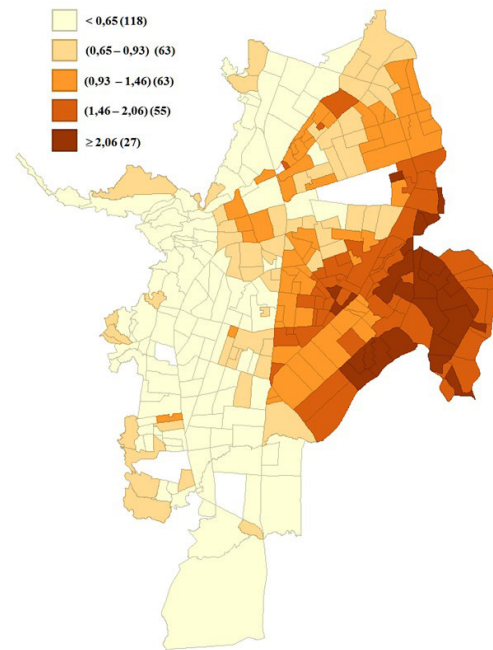 < 0,65 (118)
(0,65 – 0,93) (63)
(0,93 – 1,46) (63)
(1,46 – 2,06) (55)
≥ 2,06 (27)